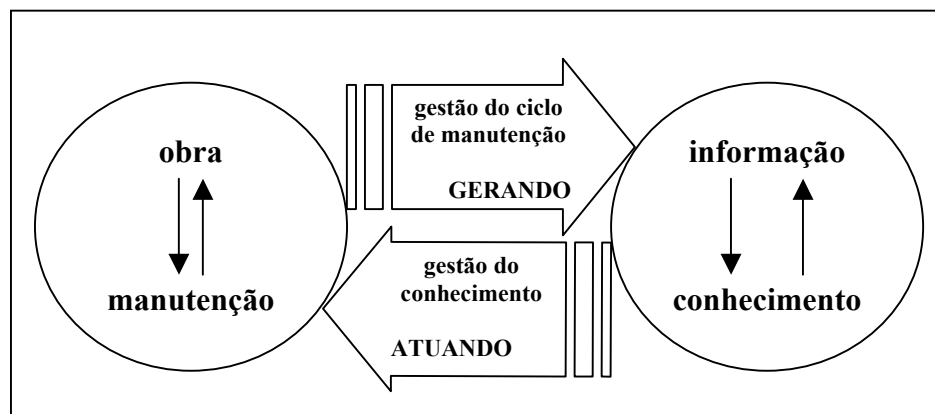 obra
manutenção
gestão do ciclo
de manutenção
GERANDO
gestão do
conhecimento
ATUANDO
informação
conhecimento